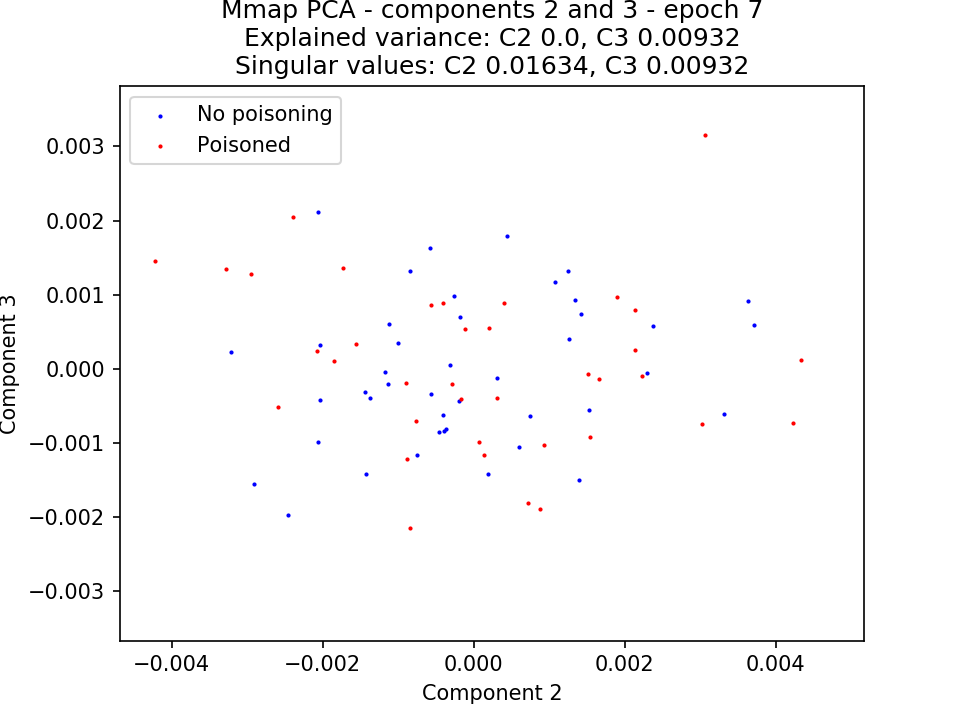 Mmap PCA - components 2 and 3 - epoch 7
Explained variance: C2 0.0, C3 0.00932
Singular values: C2 0.01634, C3 0.00932
No poisoning
Poisoned
0.003
0.002
0.001
0.000
−0.001
−0.002
−0.003
Component 3
−0.004
−0.002
0.000
0.002
0.004
Component 2